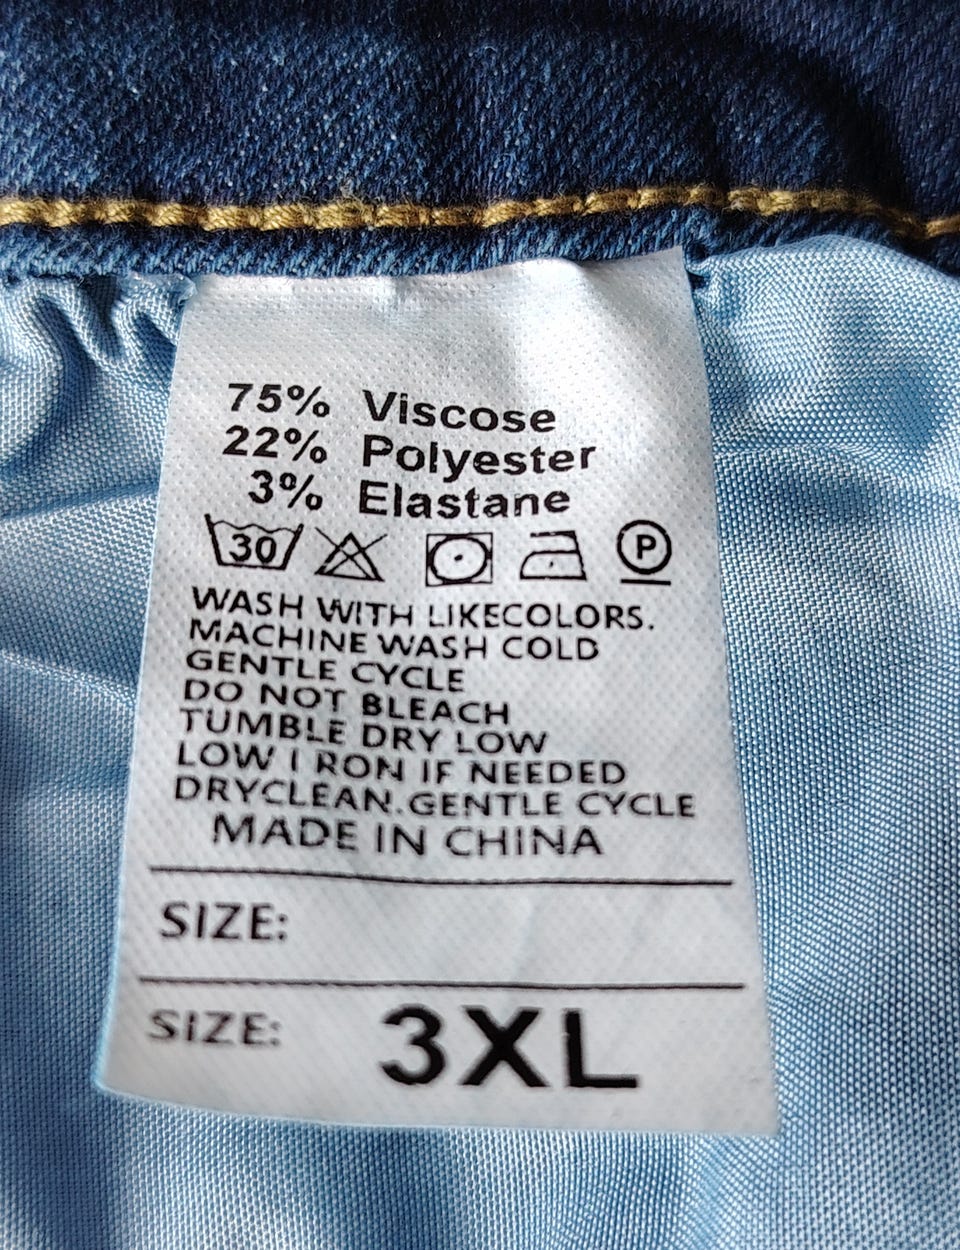 75% Viscose
22% Polyester
3% Elastane
30 P
WASH WITH LIKECOLORS.
MACHINE WASH COLD
GENTLE CYCLE
DO NOT BLEACH
TUMBLE DRY LOW
LOW I RON IF NEEDED
DRYCLEAN.GENTLE CYCLE
MADE IN CHINA
SIZE:
SIZE: 3XL